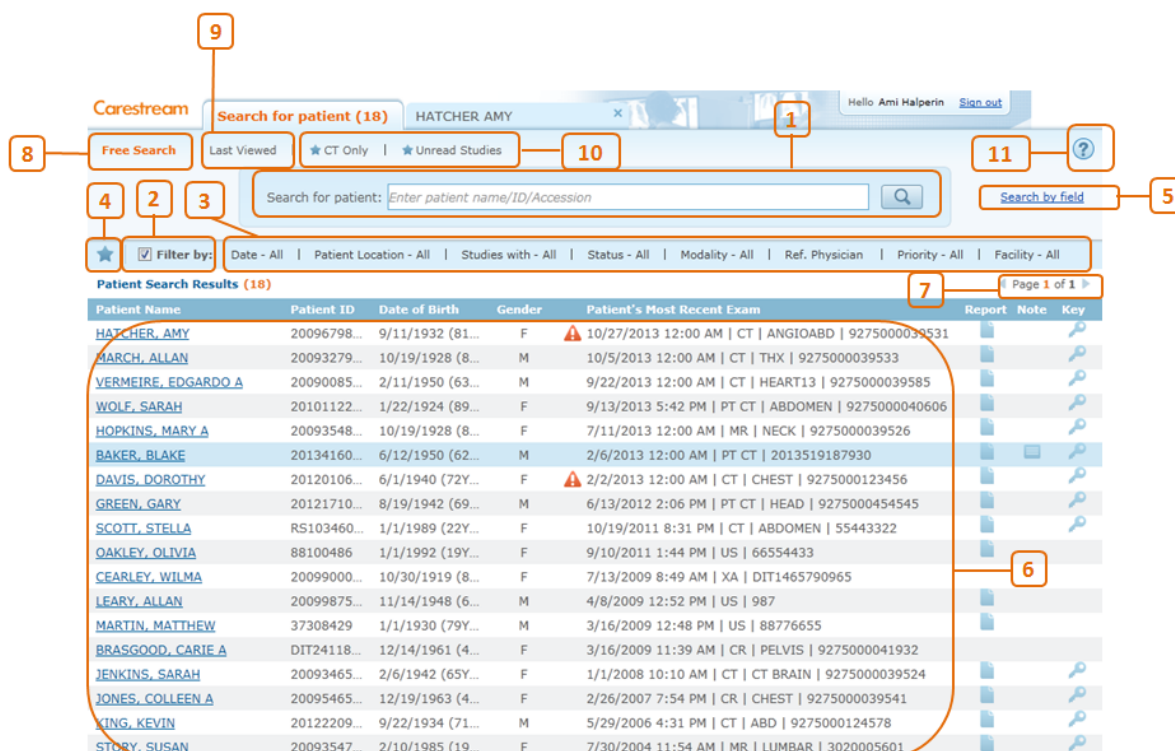 9
Carestream
Search for patient (18)
HATCHER AMY
×
Hello Ami Halperin Sign out
1
8
Free Search
Last Viewed | CT Only | Unread Studies
10
11
?
4
2
3
Search for patient: Enter patient name/ID/Accession
Search by field
5
Filter by: Date - All | Patient Location - All | Studies with - All | Status - All | Modality - All | Ref. Physician | Priority - All | Facility - All
Patient Search Results (18)
7
Page 1 of 1
Patient Name Patient ID Date of Birth Gender Patient's Most Recent Exam Report Note Key
HATCHER, AMY 20096798... 9/11/1932 (81... F 10/27/2013 12:00 AM | CT | ANGIOABD | 9275000039531
MARCH, ALLAN 20093279... 10/19/1928 (8... M 10/5/2013 12:00 AM | CT | THX | 9275000039533
VERMEIRE, EDGARDO A 20090085... 2/11/1950 (63... M 9/22/2013 12:00 AM | CT | HEART13 | 9275000039585
WOLF, SARAH 20101122... 1/22/1924 (89... F 9/13/2013 5:42 PM | PT CT | ABDOMEN | 9275000040606
HOPKINS, MARY A 20093548... 10/19/1928 (8... F 7/11/2013 12:00 AM | MR | NECK | 9275000039526
BAKER, BLAKE 20134160... 6/12/1950 (62... M 2/6/2013 12:00 AM | PT CT | 2013519187930
DAVIS, DOROTHY 20120106... 6/1/1940 (72Y... F 2/2/2013 12:00 AM | CT | CHEST | 9275000123456
GREEN, GARY 20121710... 8/19/1942 (69... M 6/13/2012 2:06 PM | PT CT | HEAD | 9275000454545
SCOTT, STELLA RS103460... 1/1/1989 (22Y... F 10/19/2011 8:31 PM | CT | ABDOMEN | 55443322
OAKLEY, OLIVIA 88100486 1/1/1992 (19Y... F 9/10/2011 1:44 PM | US | 66554433
CEARLEY, WILMA 20099000... 10/30/1919 (8... F 7/13/2009 8:49 AM | XA | DIT1465790965
6
LEARY, ALLAN 20099875... 11/14/1948 (6... M 4/8/2009 12:52 PM | US | 987
MARTIN, MATTHEW 37308429 1/1/1930 (79Y... M 3/16/2009 12:48 PM | US | 88776655
BRASGOOD, CARIE A DIT24118... 12/14/1961 (4... F 3/16/2009 11:39 AM | CR | PELVIS | 9275000041932
JENKINS, SARAH 20093465... 2/6/1942 (65Y... F 1/1/2008 10:10 AM | CT | CT BRAIN | 9275000039524
JONES, COLLEEN A 20095465... 12/19/1963 (4... F 2/26/2007 7:54 PM | CR | CHEST | 9275000039541
KING, KEVIN 20122209... 9/22/1934 (71... M 5/29/2006 4:31 PM | CT | ABD | 9275000124578
STORY, SUSAN 20093547... 2/10/1985 (19... F 7/30/2004 11:54 AM | MR | LUMBAR | 3020005601